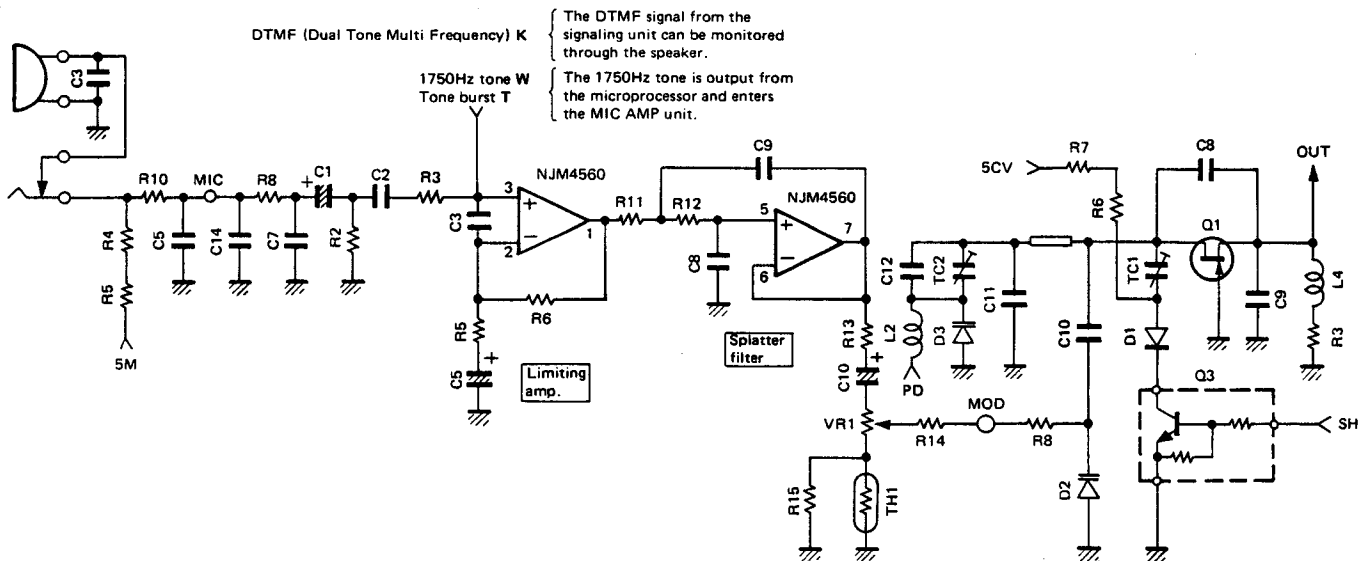 DTMF (Dual Tone Multi Frequency) K
The DTMF signal from the
signaling unit can be monitored
through the speaker.
1750Hz tone W
Tone burst T
The 1750Hz tone is output from
the microprocessor and enters
the MIC AMP unit.
C3
R10
MIC
R8
C1
+
C2
R3
R4
C5
C14
C7
R2
R5
5M
NJM4560
3
+
C3
2
−
1
R6
R5
+
C5
Limiting
amp.
C9
R11
R12
NJM4560
5
+
C8
6
−
7
Splatter
filter
R13
+
C10
VR1
R15
TH1
R14
MOD
R8
C12
TC2
C11
L2
D3
PD
C10
D2
5CV
R7
R6
C8
OUT
Q1
TC1
C9
L4
R3
D1
Q3
SH